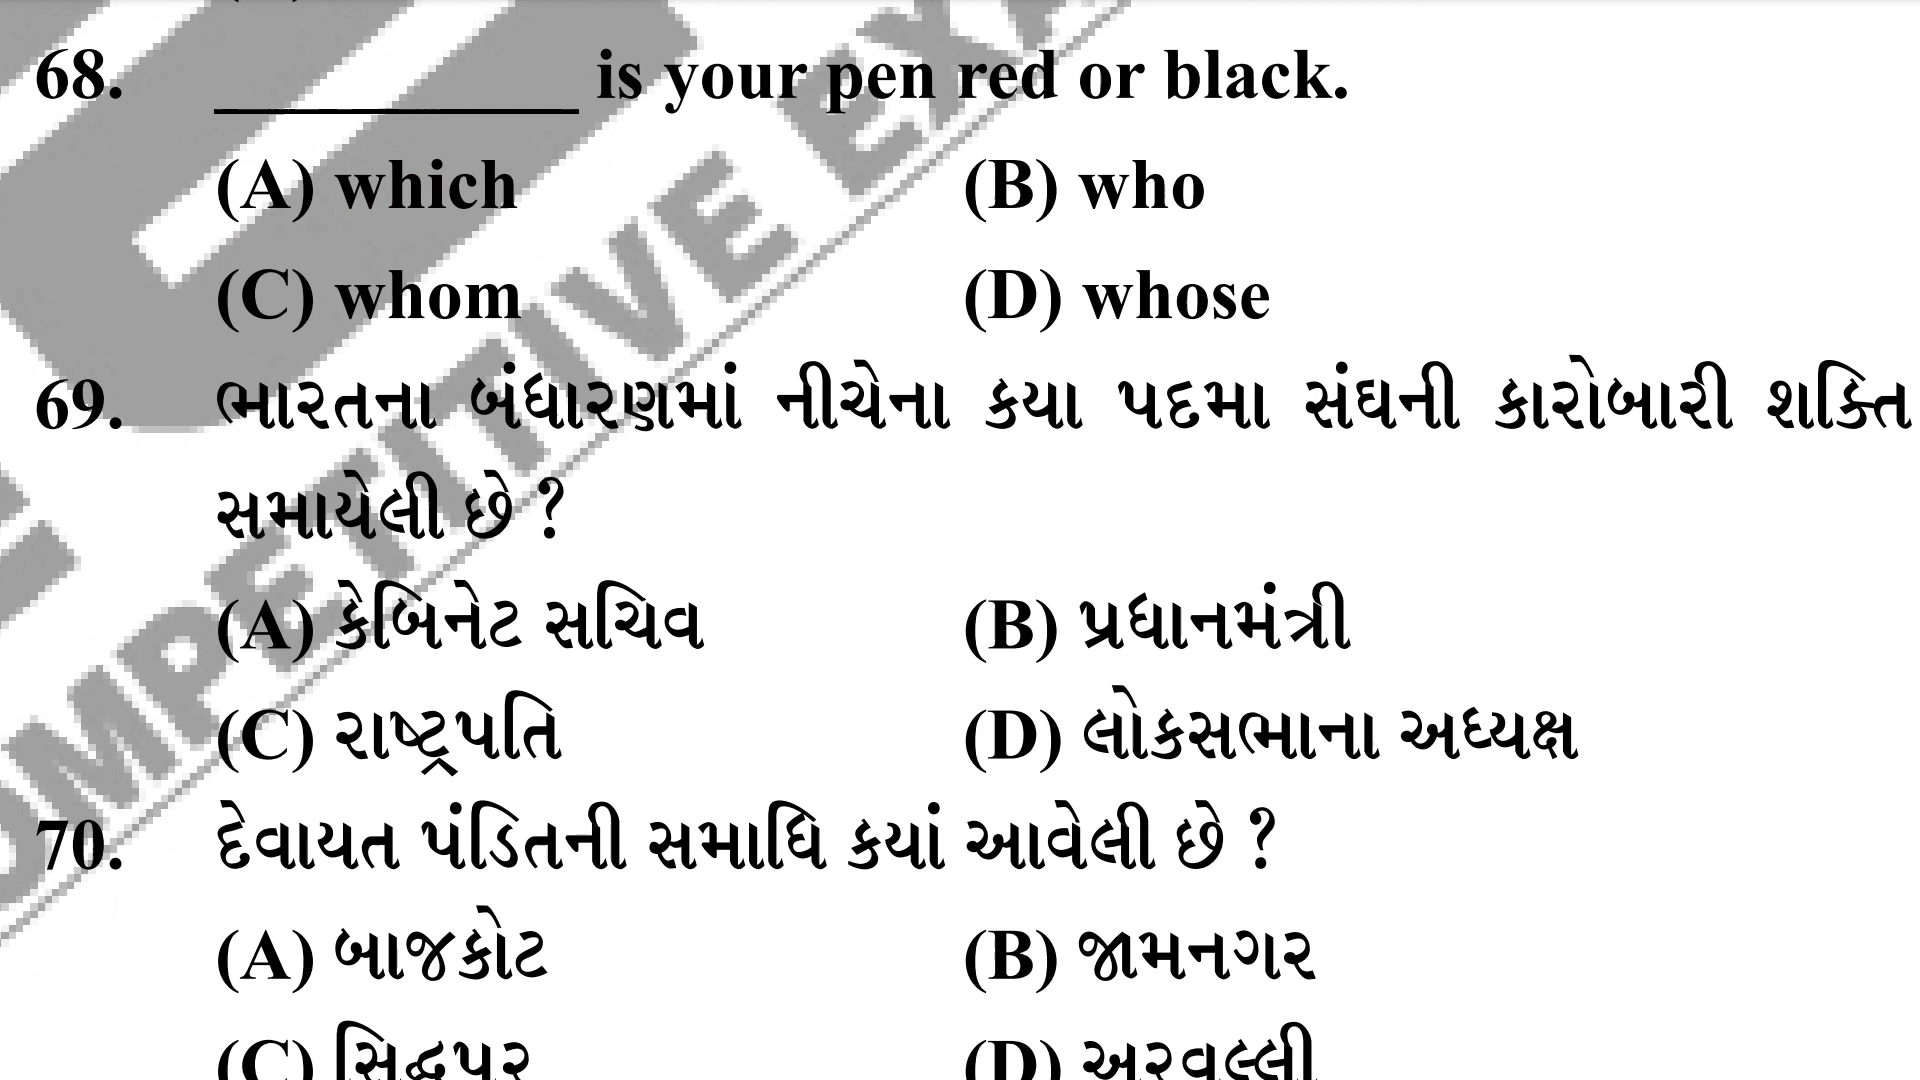 68. ____________ is your pen red or black.
(A) which (B) who
(C) whom (D) whose
69. ભારતના બંધારણમાં નીચેના કયા પદમા સંઘની કારોબારી શક્તિ
સમાયેલી છે ?
(A) કેબિનેટ સચિવ (B) પ્રધાનમંત્રી
(C) રાષ્ટ્રપતિ (D) લોકસભાના અધ્યક્ષ
70. દેવાયત પંડિતની સમાધિ કયાં આવેલી છે ?
(A) બાજકોટ (B) જામનગર
(C) સિદ્ધપુર (D) અરવલ્લી